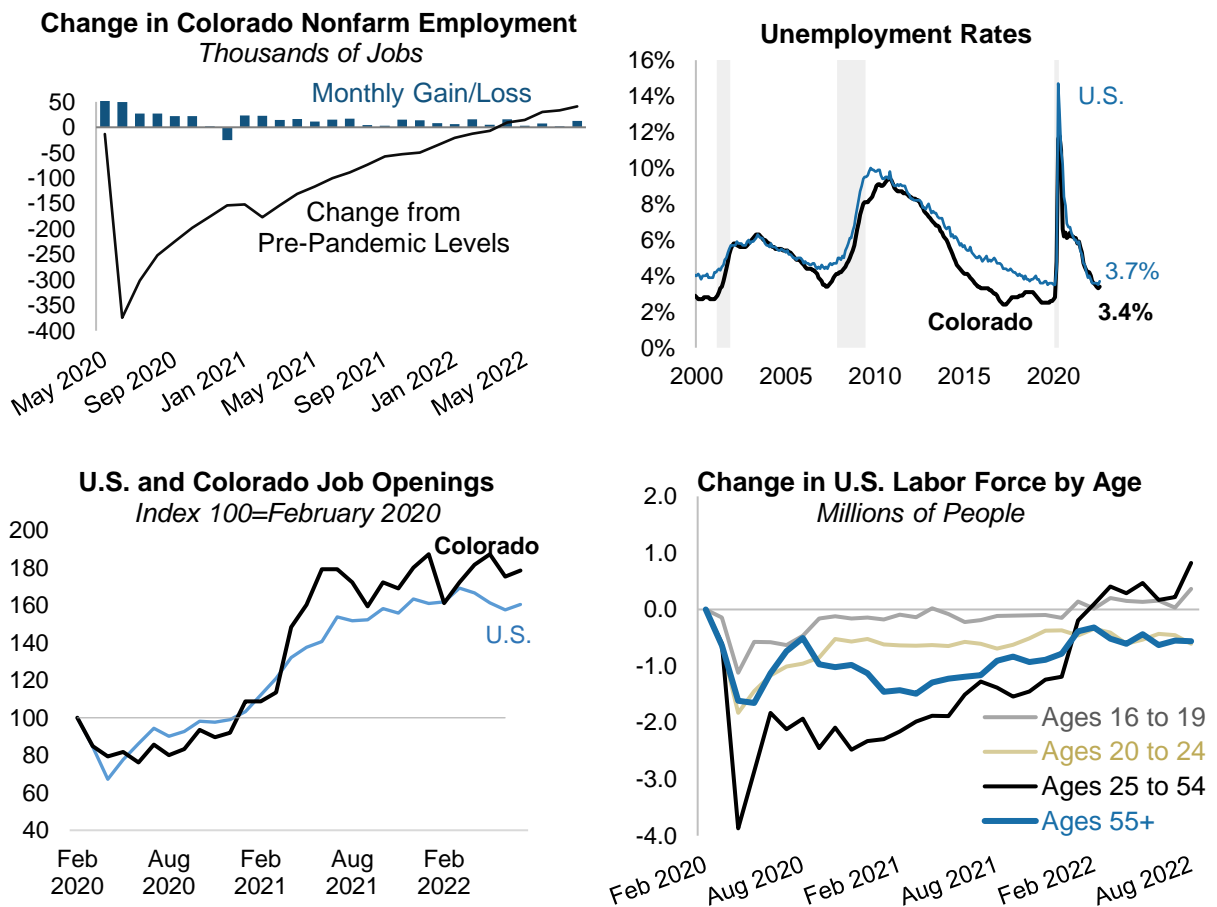 Change in Colorado Nonfarm Employment
Thousands of Jobs
Monthly Gain/Loss
50
0
-50
-100
-150
-200
-250
-300
-350
-400
Change from
Pre-Pandemic Levels
May 2020
Sep 2020
Jan 2021
May 2021
Sep 2021
Jan 2022
May 2022
Unemployment Rates
16%
14%
12%
10%
8%
6%
4%
2%
0%
U.S.
3.7%
Colorado
3.4%
2000
2005
2010
2015
2020
U.S. and Colorado Job Openings
Index 100=February 2020
200
180
160
140
120
100
80
60
40
Colorado
U.S.
Feb
2020
Aug
2020
Feb
2021
Aug
2021
Feb
2022
Change in U.S. Labor Force by Age
Millions of People
2.0
1.0
0.0
-1.0
-2.0
-3.0
-4.0
Ages 16 to 19
Ages 20 to 24
Ages 25 to 54
Ages 55+
Feb 2020
Aug 2020
Feb 2021
Aug 2021
Feb 2022
Aug 2022